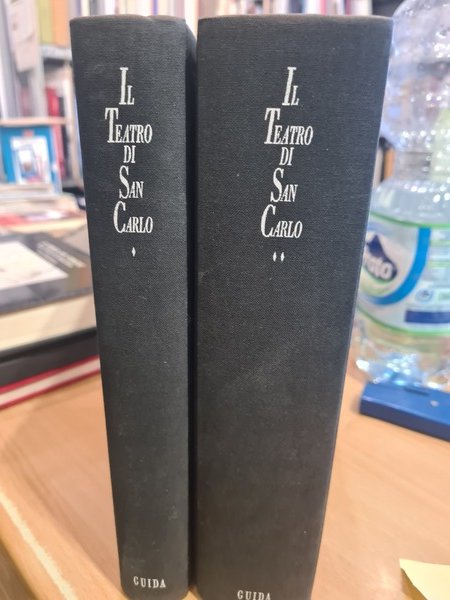 IL
TEATRO
DI
SAN
CARLO
♦
GUIDA
IL
TEATRO
DI
SAN
CARLO
♦♦
GUIDA